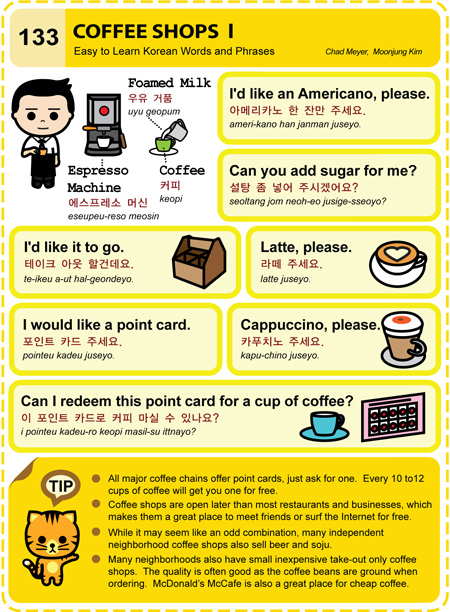 133
COFFEE SHOPS I
Easy to Learn Korean Words and Phrases
Chad Meyer, Moonjung Kim
Foamed Milk
우유 거품
uyu geopum
Espresso
Machine
에스프레소 머신
eseupeu-reso meosin
Coffee
커피
keopi
I'd like an Americano, please.
아메리카노 한 잔만 주세요.
ameri-kano han janman juseyo.
Can you add sugar for me?
설탕 좀 넣어 주시겠어요?
seoltang jom neoh-eo jusige-sseoyo?
I'd like it to go.
테이크 아웃 할건데요.
te-ikeu a-ut hal-geondeyo.
Latte, please.
라떼 주세요.
latte juseyo.
I would like a point card.
포인트 카드 주세요.
pointeu kadeu juseyo.
Cappuccino, please.
카푸치노 주세요.
kapu-chino juseyo.
Can I redeem this point card for a cup of coffee?
이 포인트 카드로 커피 마실 수 있나요?
i pointeu kadeu-ro keopi masil-su ittnayo?
TIP
All major coffee chains offer point cards, just ask for one. Every 10 to12
cups of coffee will get you one for free.
Coffee shops are open later than most restaurants and businesses, which
makes them a great place to meet friends or surf the Internet for free.
While it may seem like an odd combination, many independent
neighborhood coffee shops also sell beer and soju.
Many neighborhoods also have small inexpensive take-out only coffee
shops. The quality is often good as the coffee beans are ground when
ordering. McDonald's McCafe is also a great place for cheap coffee.